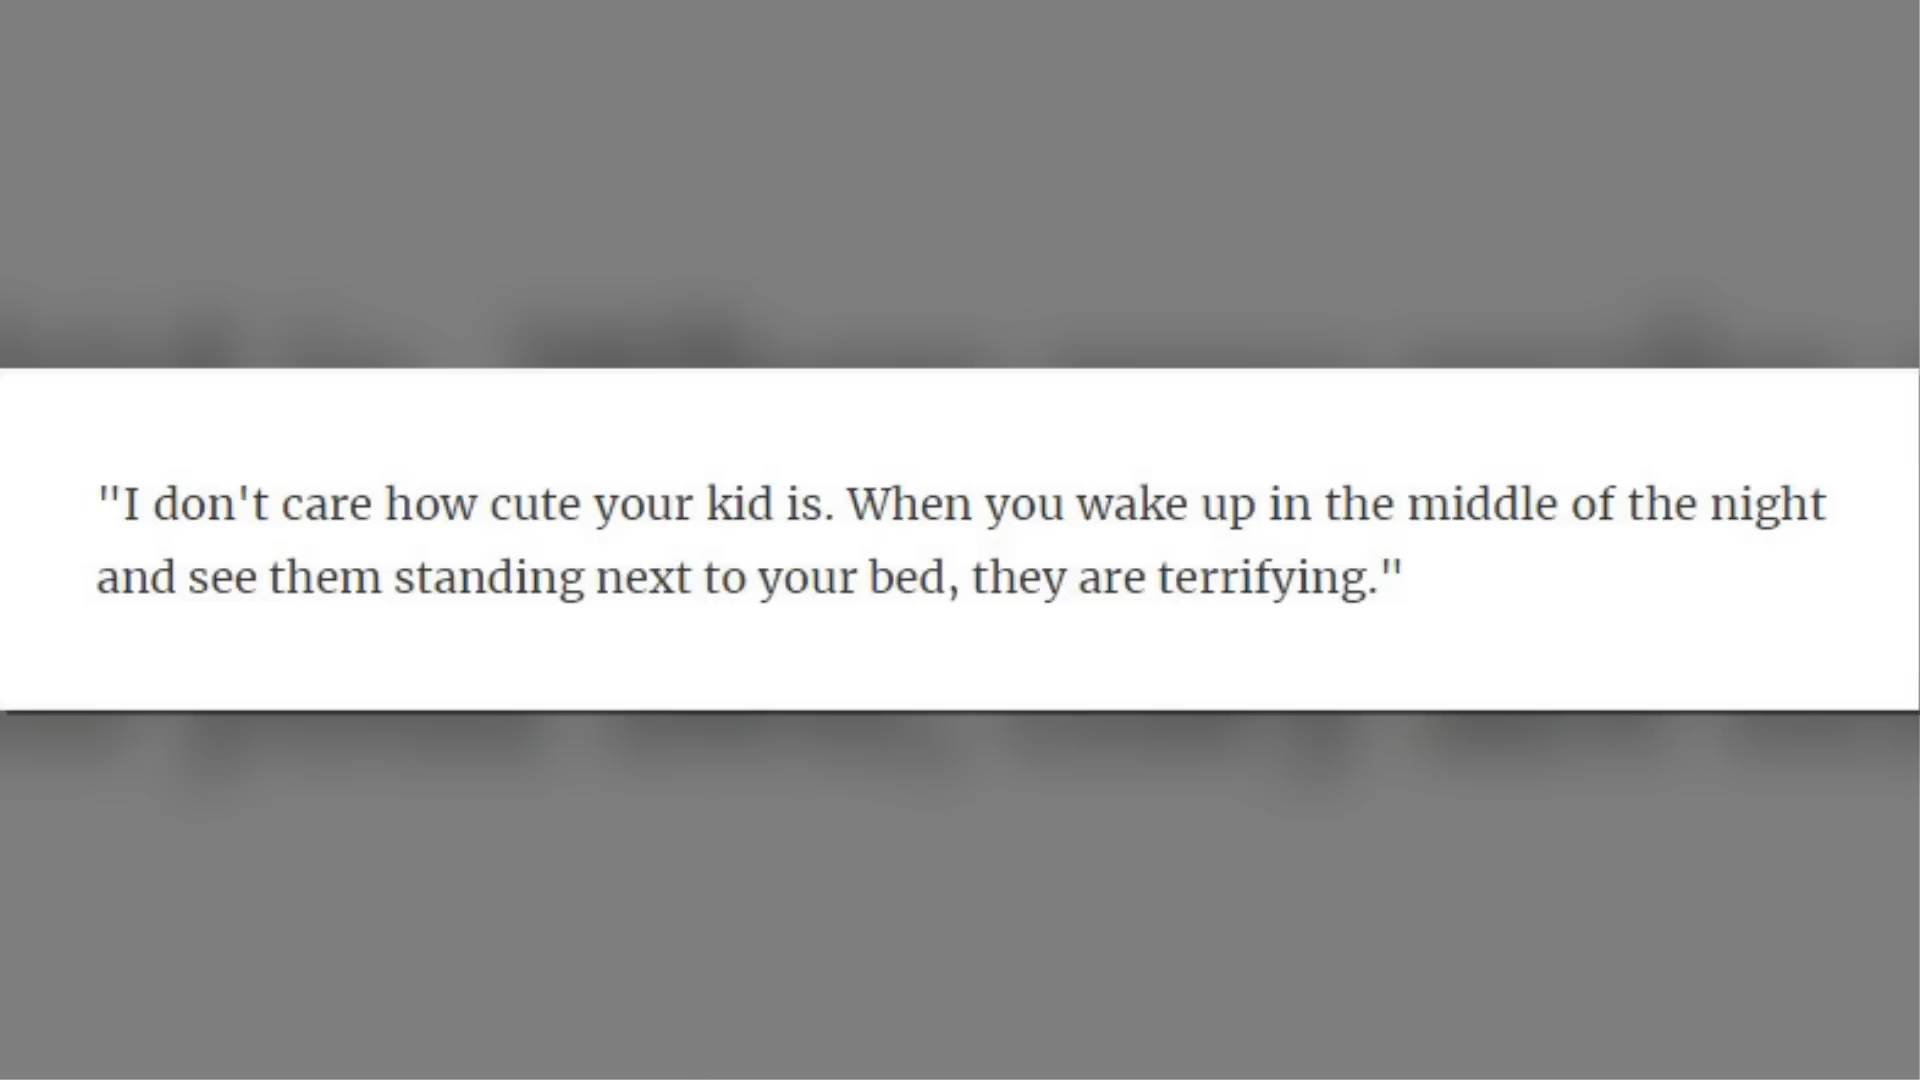 "I don't care how cute your kid is. When you wake up in the middle of the night
and see them standing next to your bed, they are terrifying."